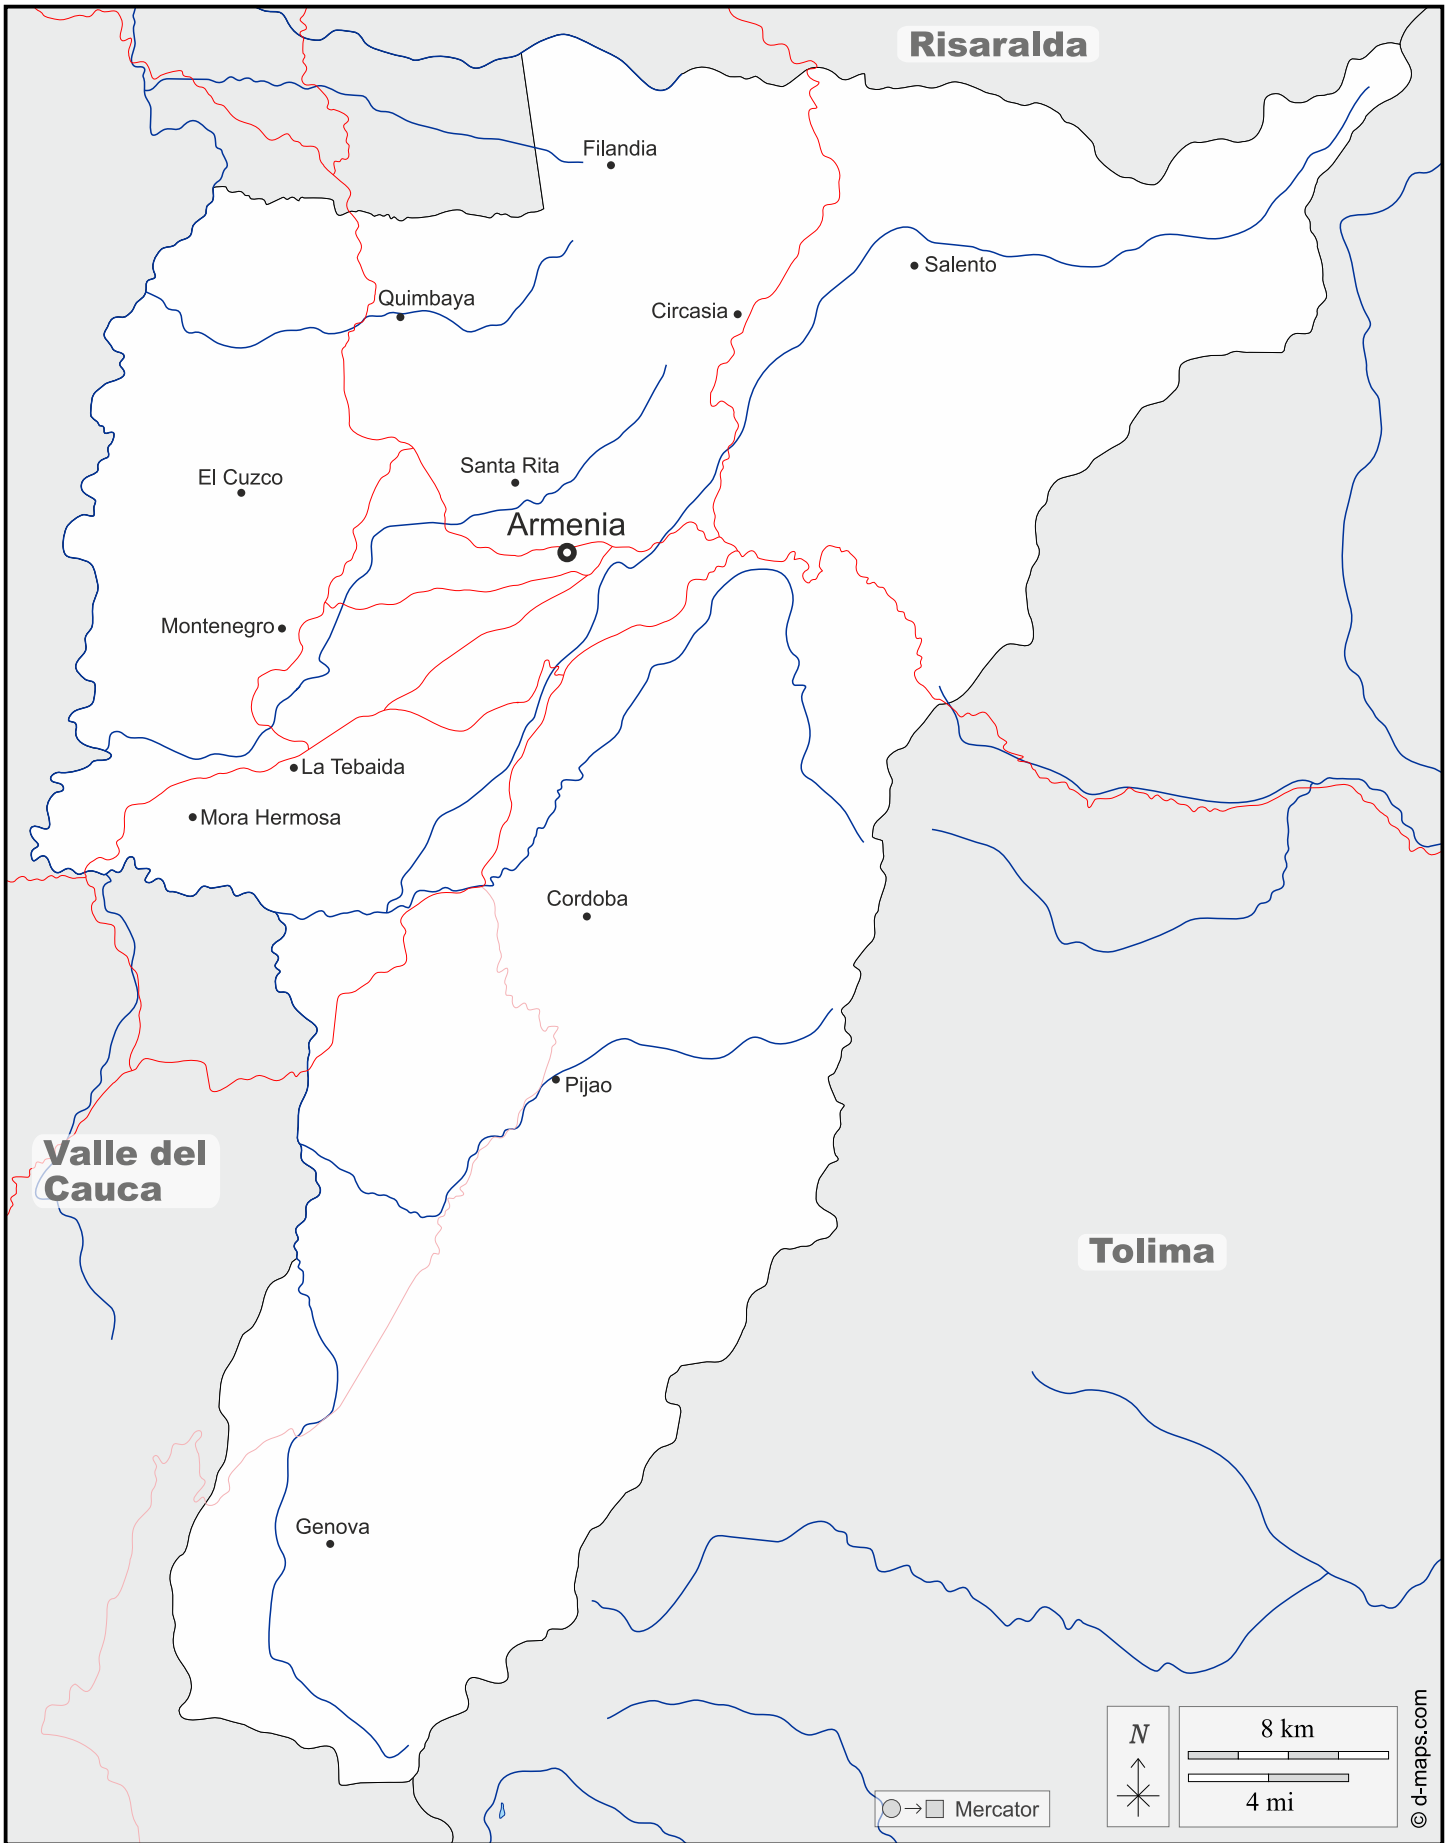 Risaralda
Filandia
Salento
Quimbaya
Circasia
Santa Rita
El Cuzco
Armenia
Montenegro
La Tebaida
Mora Hermosa
Cordoba
Pijao
Valle del
Cauca
Tolima
Genova
N
8 km
4 mi
Mercator
© d-maps.com